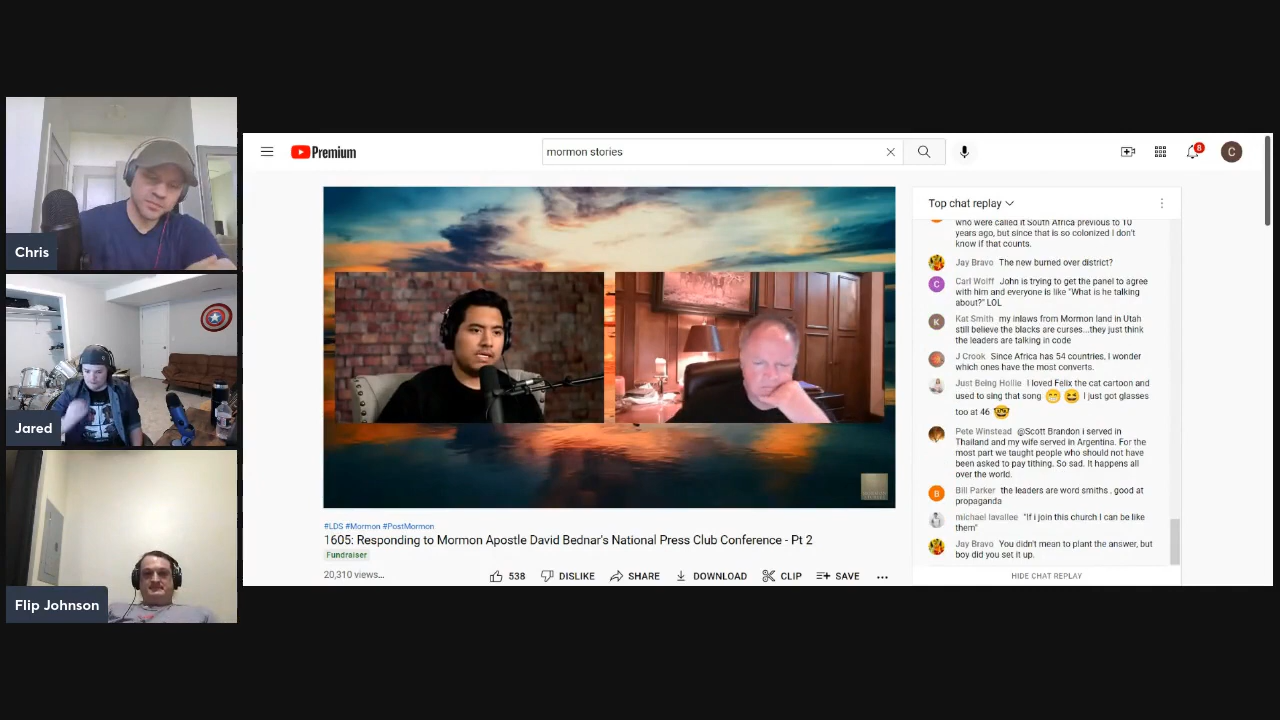 Chris
Jared
Flip Johnson
Premium
mormon stories
8
C
Top chat replay
who were called it South Africa previous to 10
years ago, but since that is so colonized I don't
know if that counts.
Jay Bravo The new burned over district?
C
Carl Wolff John is trying to get the panel to agree
with him and everyone is like "What is he talking
about?" LOL
K
Kat Smith my inlaws from Mormon land in Utah
still believe the blacks are curses...they just think
the leaders are talking in code
J Crook Since Africa has 54 countries, I wonder
which ones have the most converts.
Just Being Hollie I loved Felix the cat cartoon and
used to sing that song 😁 😆 I just got glasses
too at 46 🤓
Pete Winstead @Scott Brandon i served in
Thailand and my wife served in Argentina. For the
most part we taught people who should not have
been asked to pay tithing. So sad. It happens all
over the world.
B
Bill Parker the leaders are word smiths . good at
propaganda
michael lavallee "If i join this church I can be like
them"
Jay Bravo You didn't mean to plant the answer, but
boy did you set it up.
HIDE CHAT REPLAY
#LDS #Mormon #PostMormon
1605: Responding to Mormon Apostle David Bednar's National Press Club Conference - Pt 2
Fundraiser
20,310 views...
538
DISLIKE
SHARE
DOWNLOAD
CLIP
SAVE